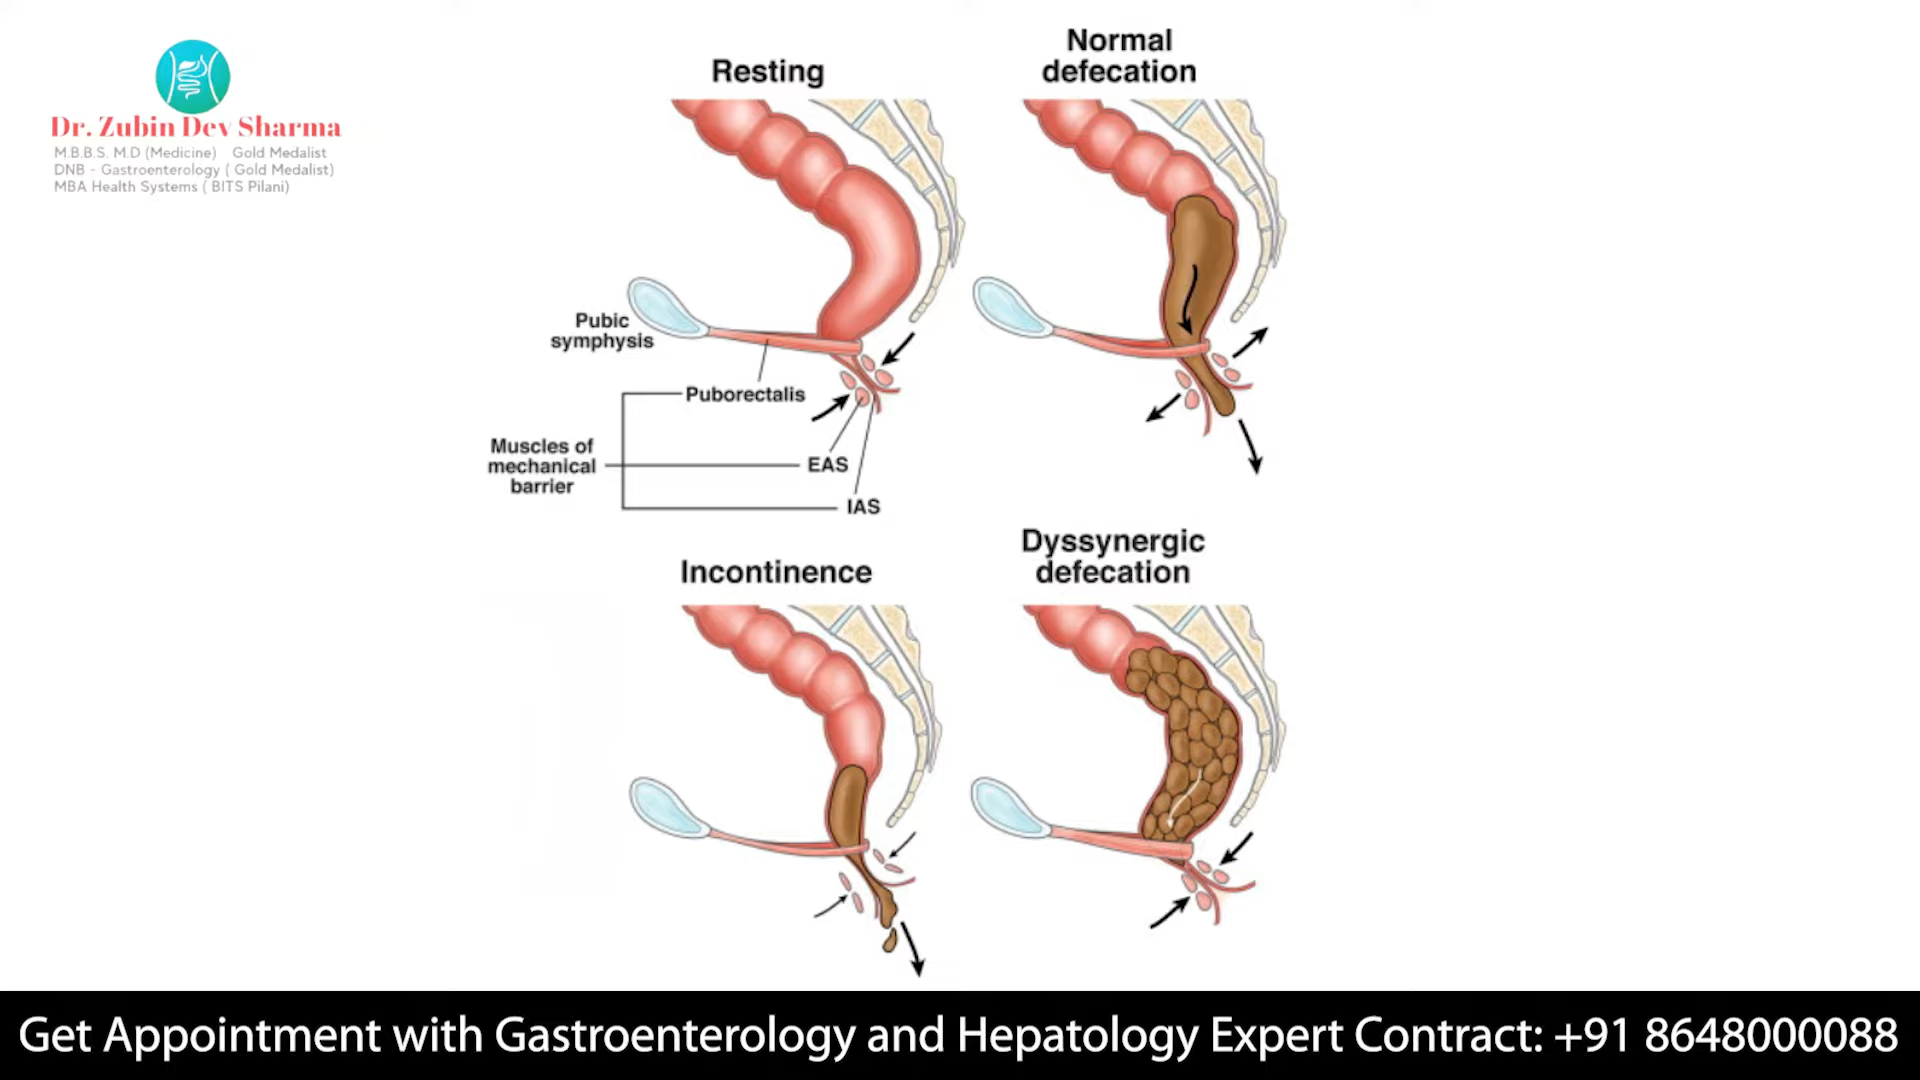 Dr. Zubin Dev Sharma
M.B.B.S. M.D (Medicine) Gold Medalist
DNB - Gastroenterology ( Gold Medalist)
MBA Health Systems ( BITS Pilani)
Resting
Normal
defecation
Pubic
symphysis
Puborectalis
Muscles of
mechanical
barrier
EAS
IAS
Incontinence
Dyssynergic
defecation
Get Appointment with Gastroenterology and Hepatology Expert Contract: +91 8648000088